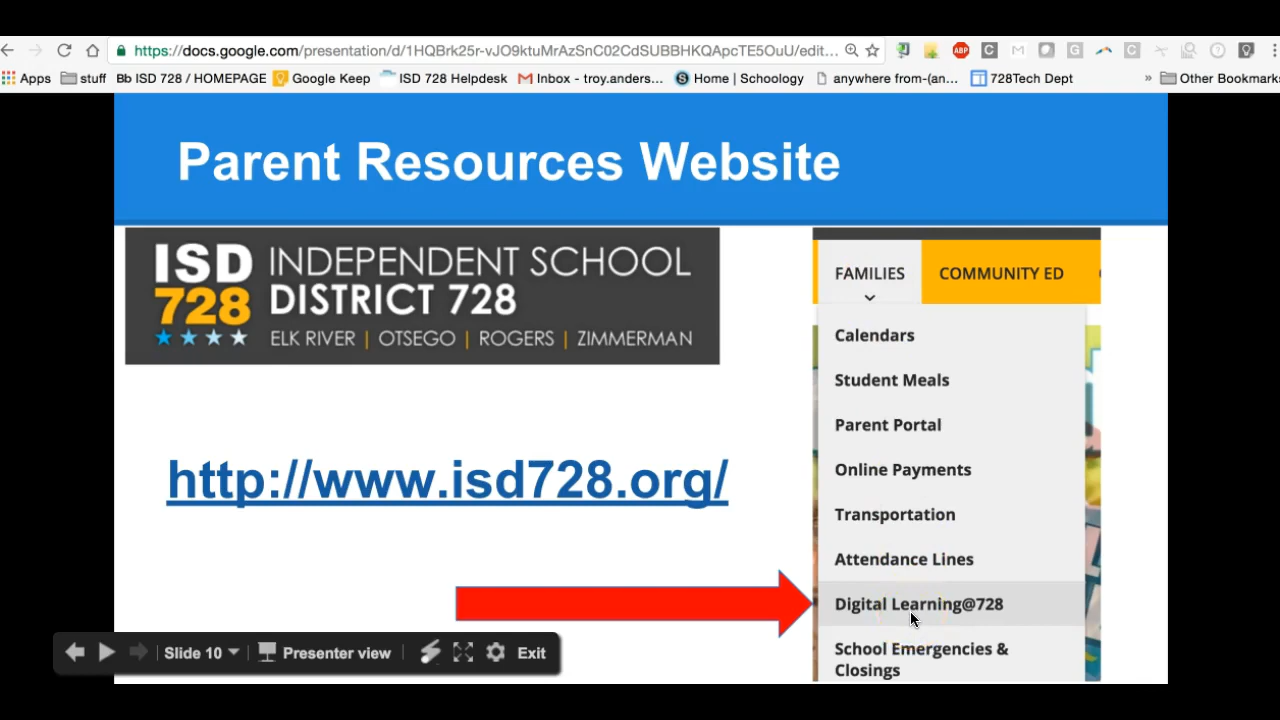 https://docs.google.com/presentation/d/1HQBrk25r-vJO9ktuMrAzSnC02CdSUBBHKQApcTE5OuU/edit...
Apps stuff Bb ISD 728 / HOMEPAGE Google Keep ISD 728 Helpdesk Inbox - troy.anders... Home | Schoology anywhere from-(an... 728Tech Dept » Other Bookmark
Parent Resources Website
ISD 728
INDEPENDENT SCHOOL
DISTRICT 728
ELK RIVER | OTSEGO | ROGERS | ZIMMERMAN
http://www.isd728.org/
FAMILIES COMMUNITY ED
Calendars
Student Meals
Parent Portal
Online Payments
Transportation
Attendance Lines
Digital Learning@728
School Emergencies &
Closings
Slide 10 Presenter view Exit